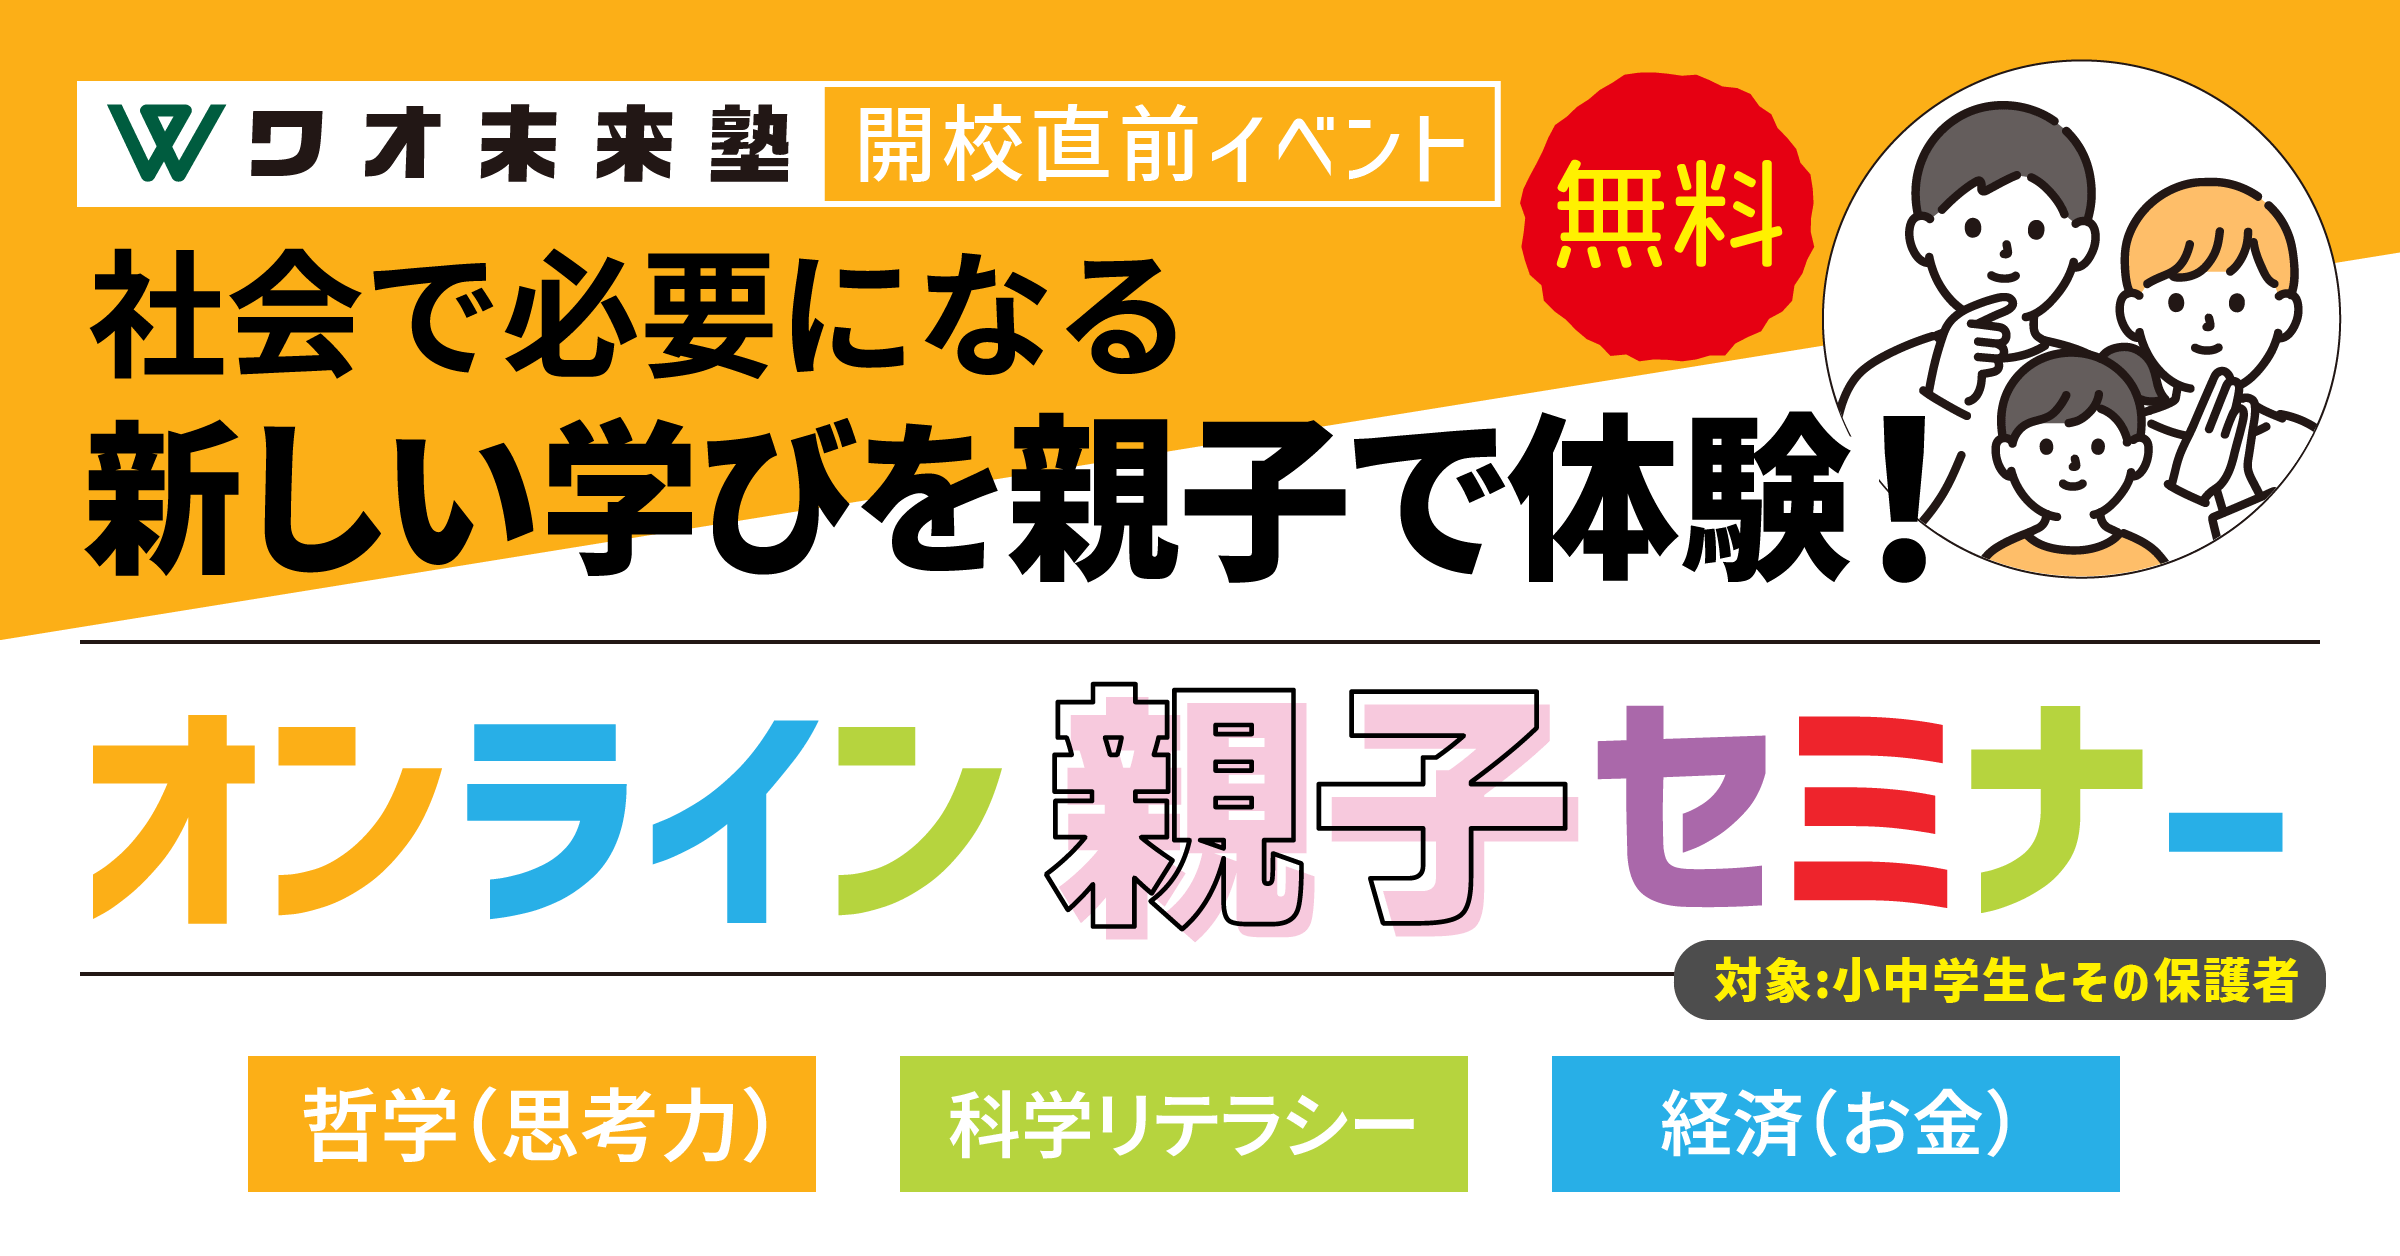 ワオ未来塾 開校直前イベント
無料
社会で必要になる
新しい学びを親子で体験!
オンライン親子セミナー
対象:小中学生とその保護者
哲学(思考力)
科学リテラシー
経済(お金)